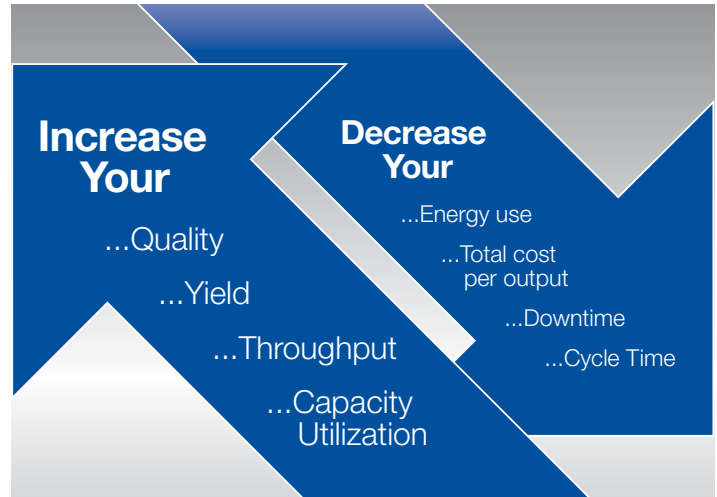 Increase
Your
...Quality
...Yield
...Throughput
...Capacity
Utilization
Decrease
Your
...Energy use
...Total cost
per output
...Downtime
...Cycle Time